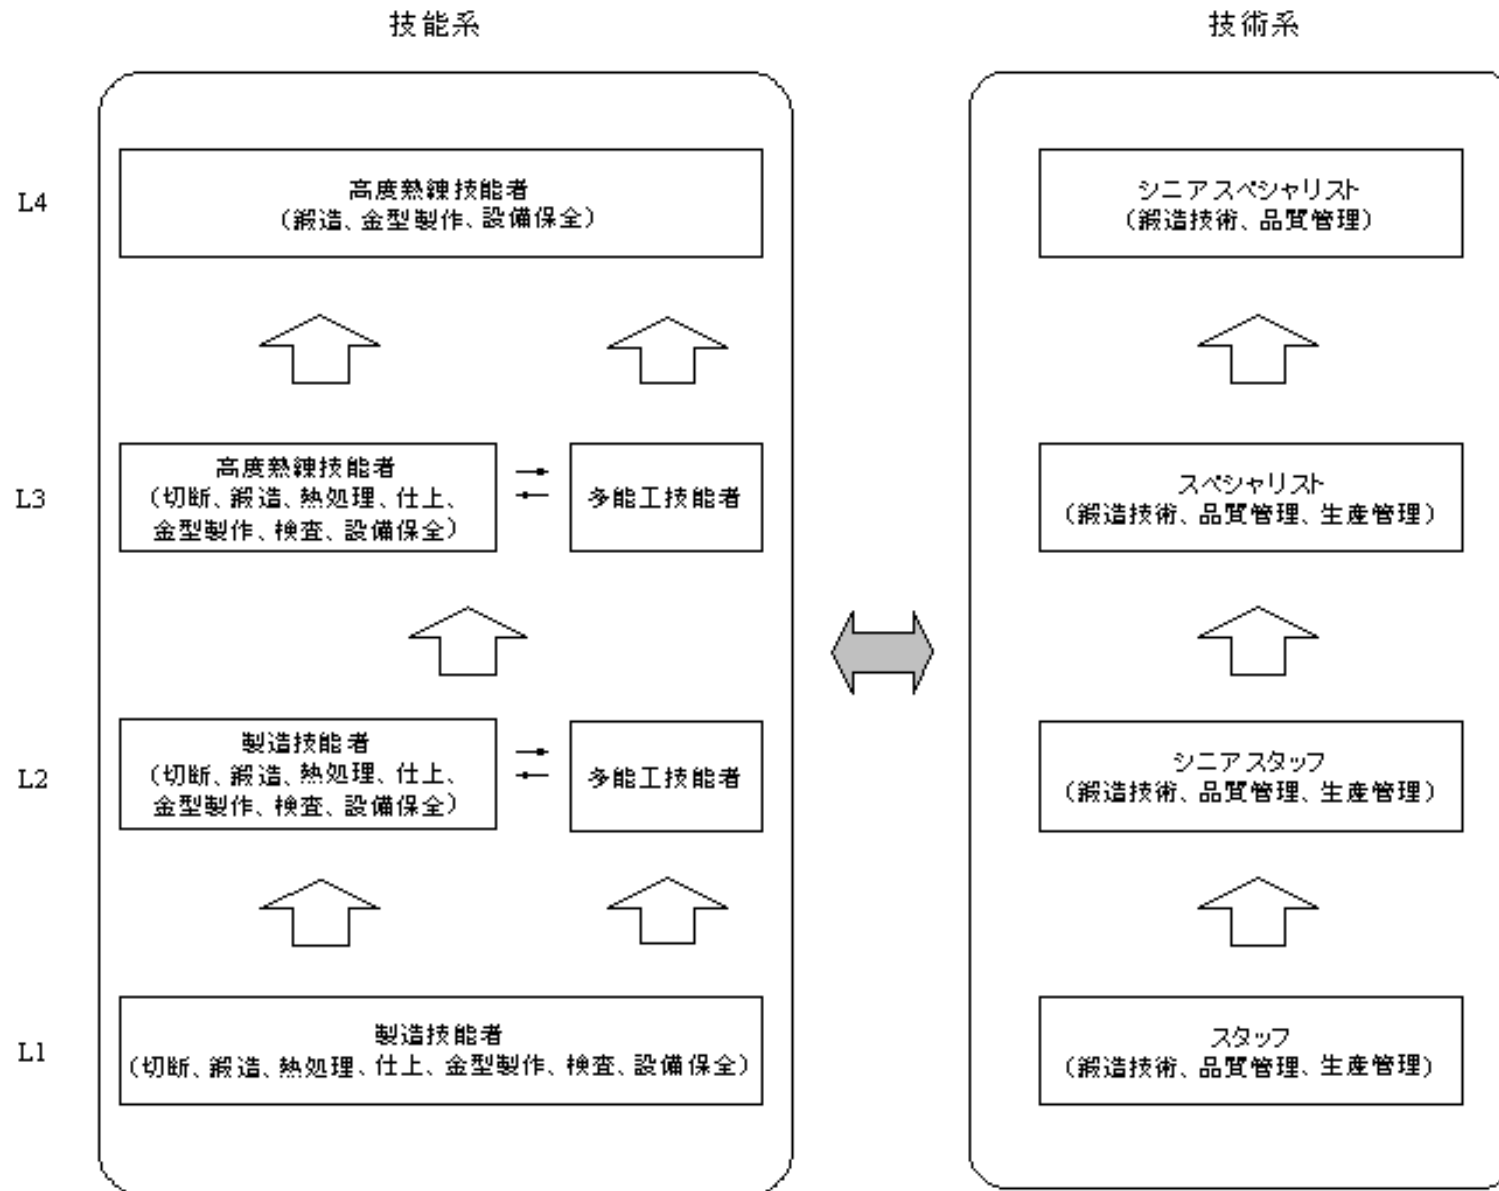 技能系
技術系
L4
高度熟練技能者
（鍛造、金型製作、設備保全）
シニアスペシャリスト
（鍛造技術、品質管理）
L3
高度熟練技能者
（切断、鍛造、熱処理、仕上、
金型製作、検査、設備保全）
多能工技能者
スペシャリスト
（鍛造技術、品質管理、生産管理）
L2
製造技能者
（切断、鍛造、熱処理、仕上、
金型製作、検査、設備保全）
多能工技能者
シニアスタッフ
（鍛造技術、品質管理、生産管理）
L1
製造技能者
（切断、鍛造、熱処理、仕上、金型製作、検査、設備保全）
スタッフ
（鍛造技術、品質管理、生産管理）